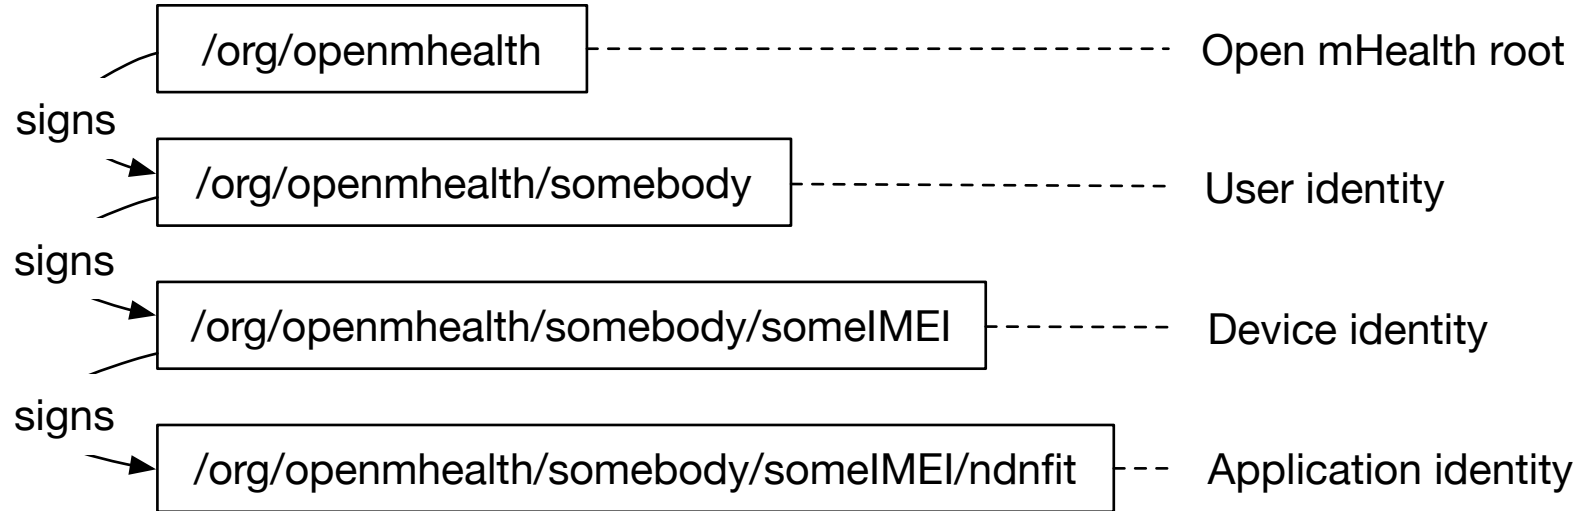 /org/openmhealth
Open mHealth root
signs
/org/openmhealth/somebody
User identity
signs
/org/openmhealth/somebody/someIMEI
Device identity
signs
/org/openmhealth/somebody/someIMEI/ndnfit
Application identity